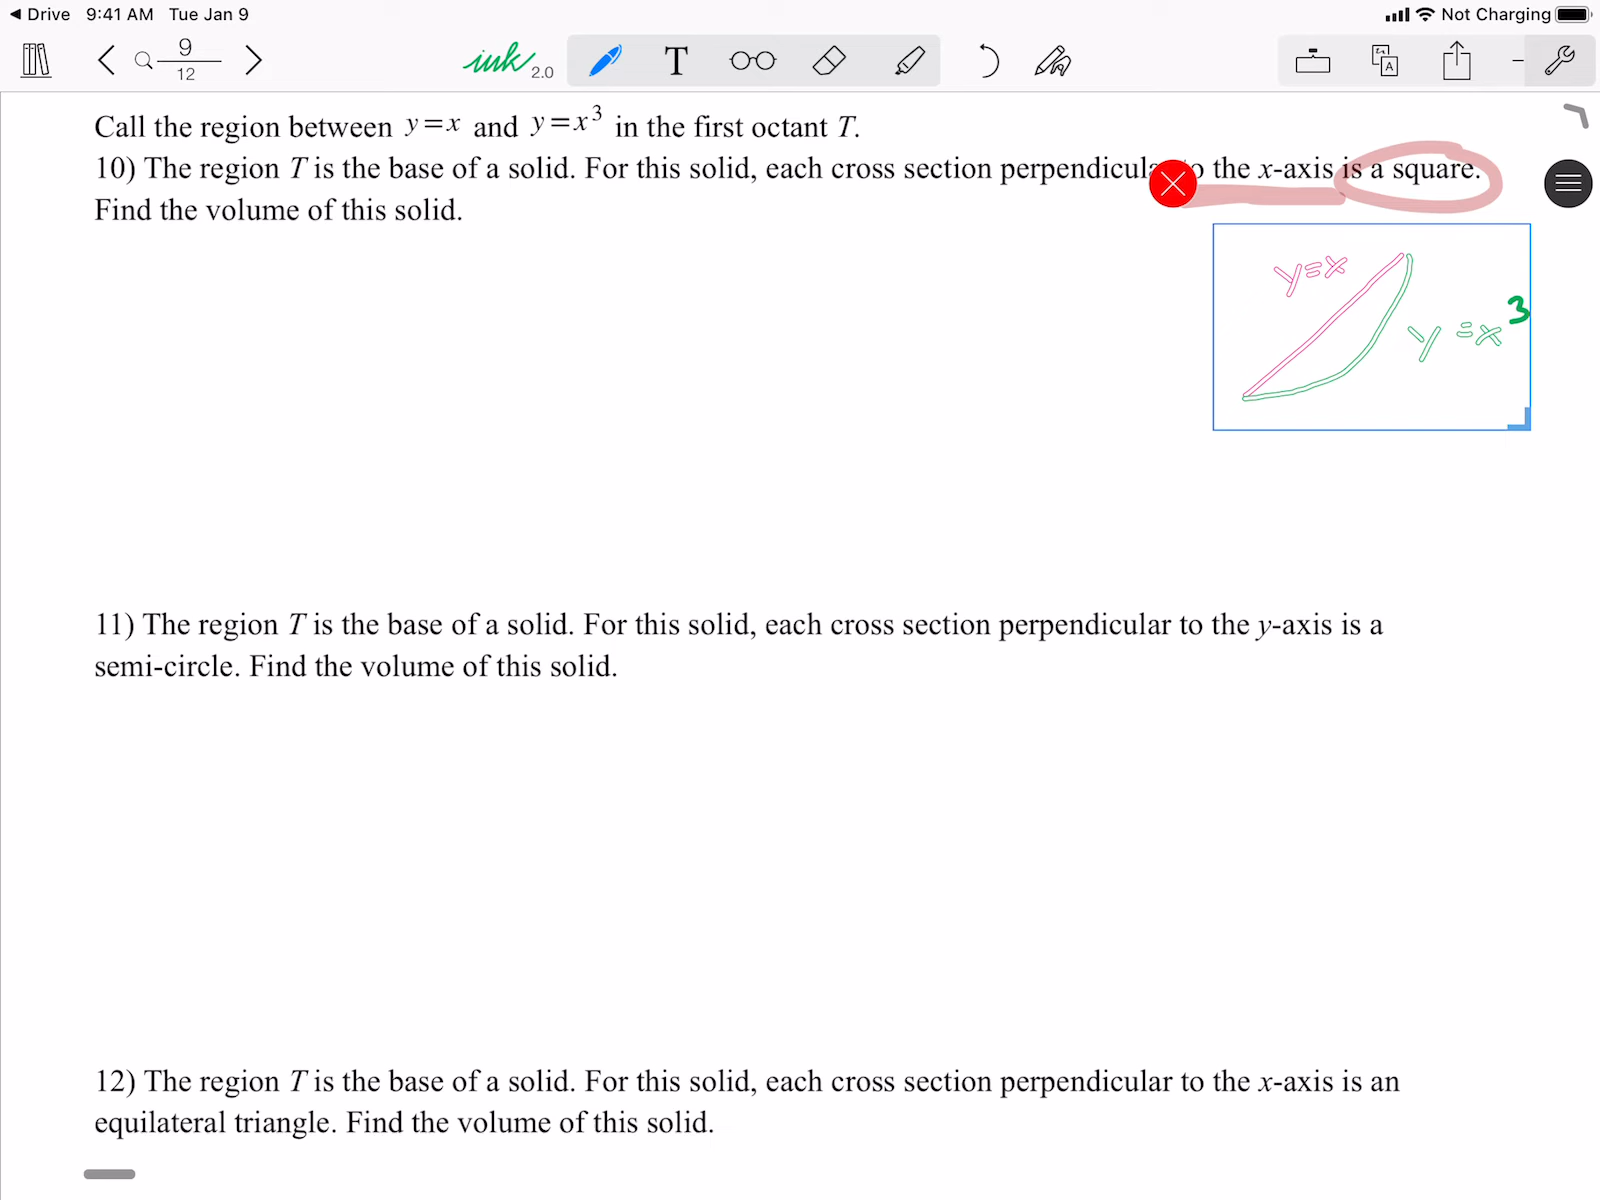 Drive 9:41 AM Tue Jan 9 Not Charging
9
12
ink 2.0 T A
Call the region between y=x and y=x³ in the first octant T.
10) The region T is the base of a solid. For this solid, each cross section perpendicular to the x-axis is a square.
Find the volume of this solid.
y=x
y=x³
11) The region T is the base of a solid. For this solid, each cross section perpendicular to the y-axis is a
semi-circle. Find the volume of this solid.
12) The region T is the base of a solid. For this solid, each cross section perpendicular to the x-axis is an
equilateral triangle. Find the volume of this solid.